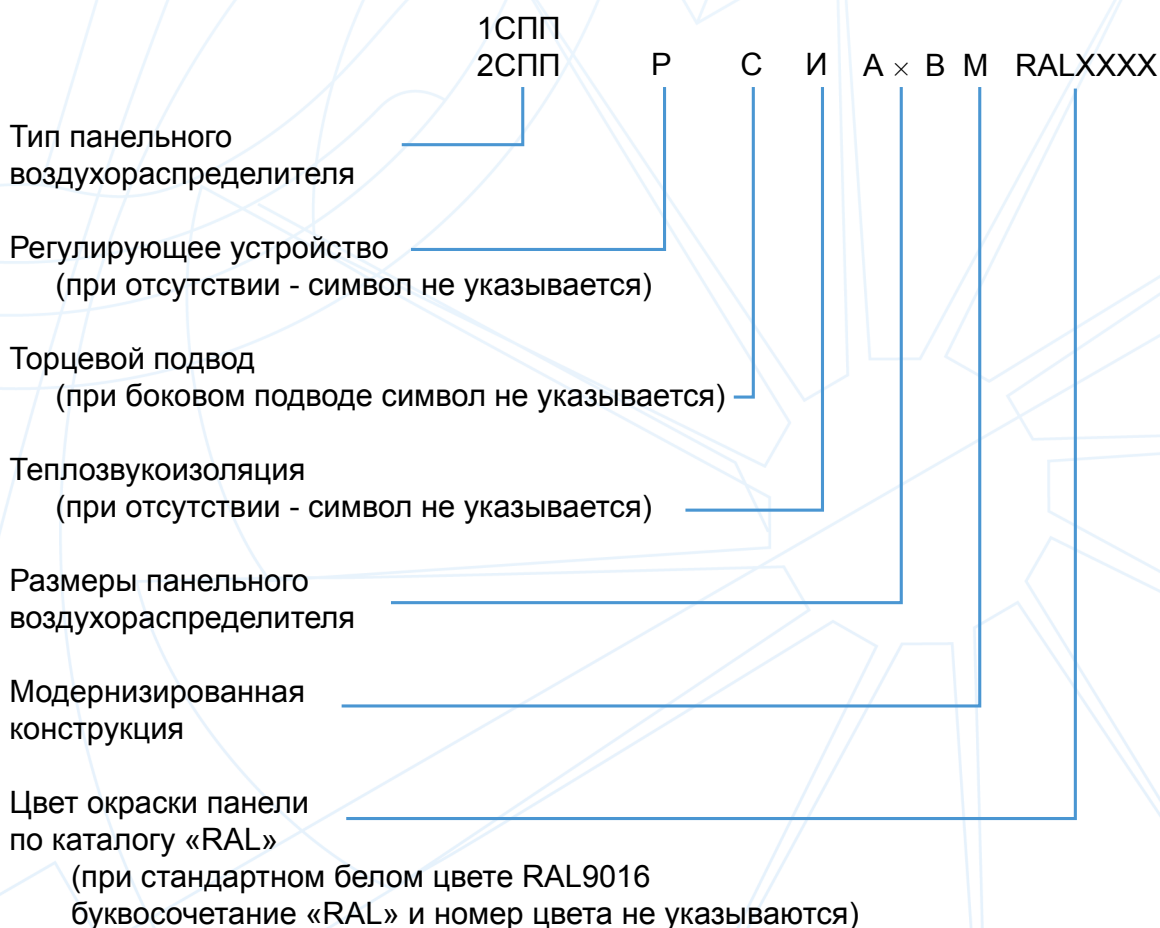 1СПП
2СПП Р С И А × В М RALXXXX
Тип панельного
воздухораспределителя
Регулирующее устройство
(при отсутствии - символ не указывается)
Торцевой подвод
(при боковом подводе символ не указывается)
Теплозвукоизоляция
(при отсутствии - символ не указывается)
Размеры панельного
воздухораспределителя
Модернизированная
конструкция
Цвет окраски панели
по каталогу «RAL»
(при стандартном белом цвете RAL9016
буквосочетание «RAL» и номер цвета не указываются)